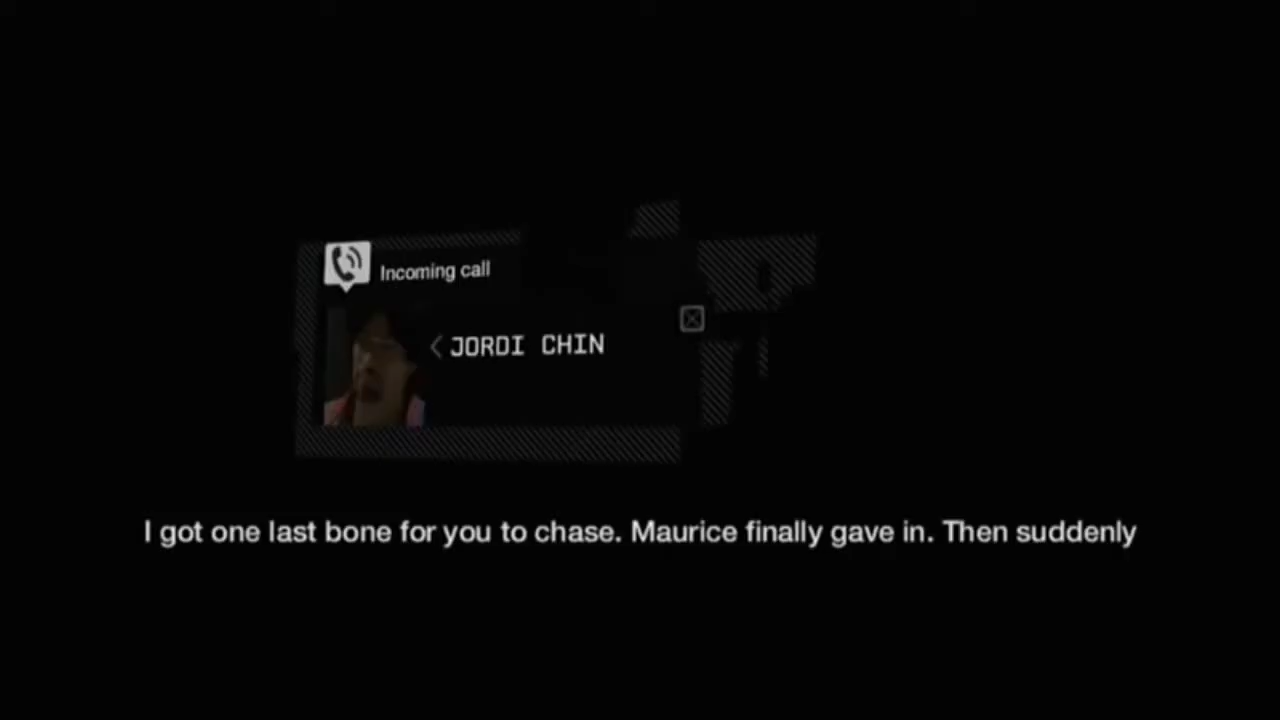 Incoming call
JORDI CHIN
I got one last bone for you to chase. Maurice finally gave in. Then suddenly